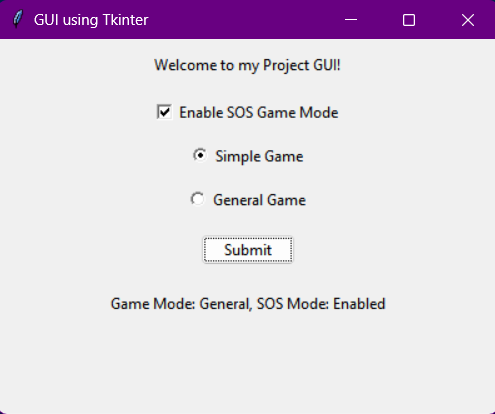 GUI using Tkinter
Welcome to my Project GUI!
Enable SOS Game Mode
Simple Game
General Game
Submit
Game Mode: General, SOS Mode: Enabled